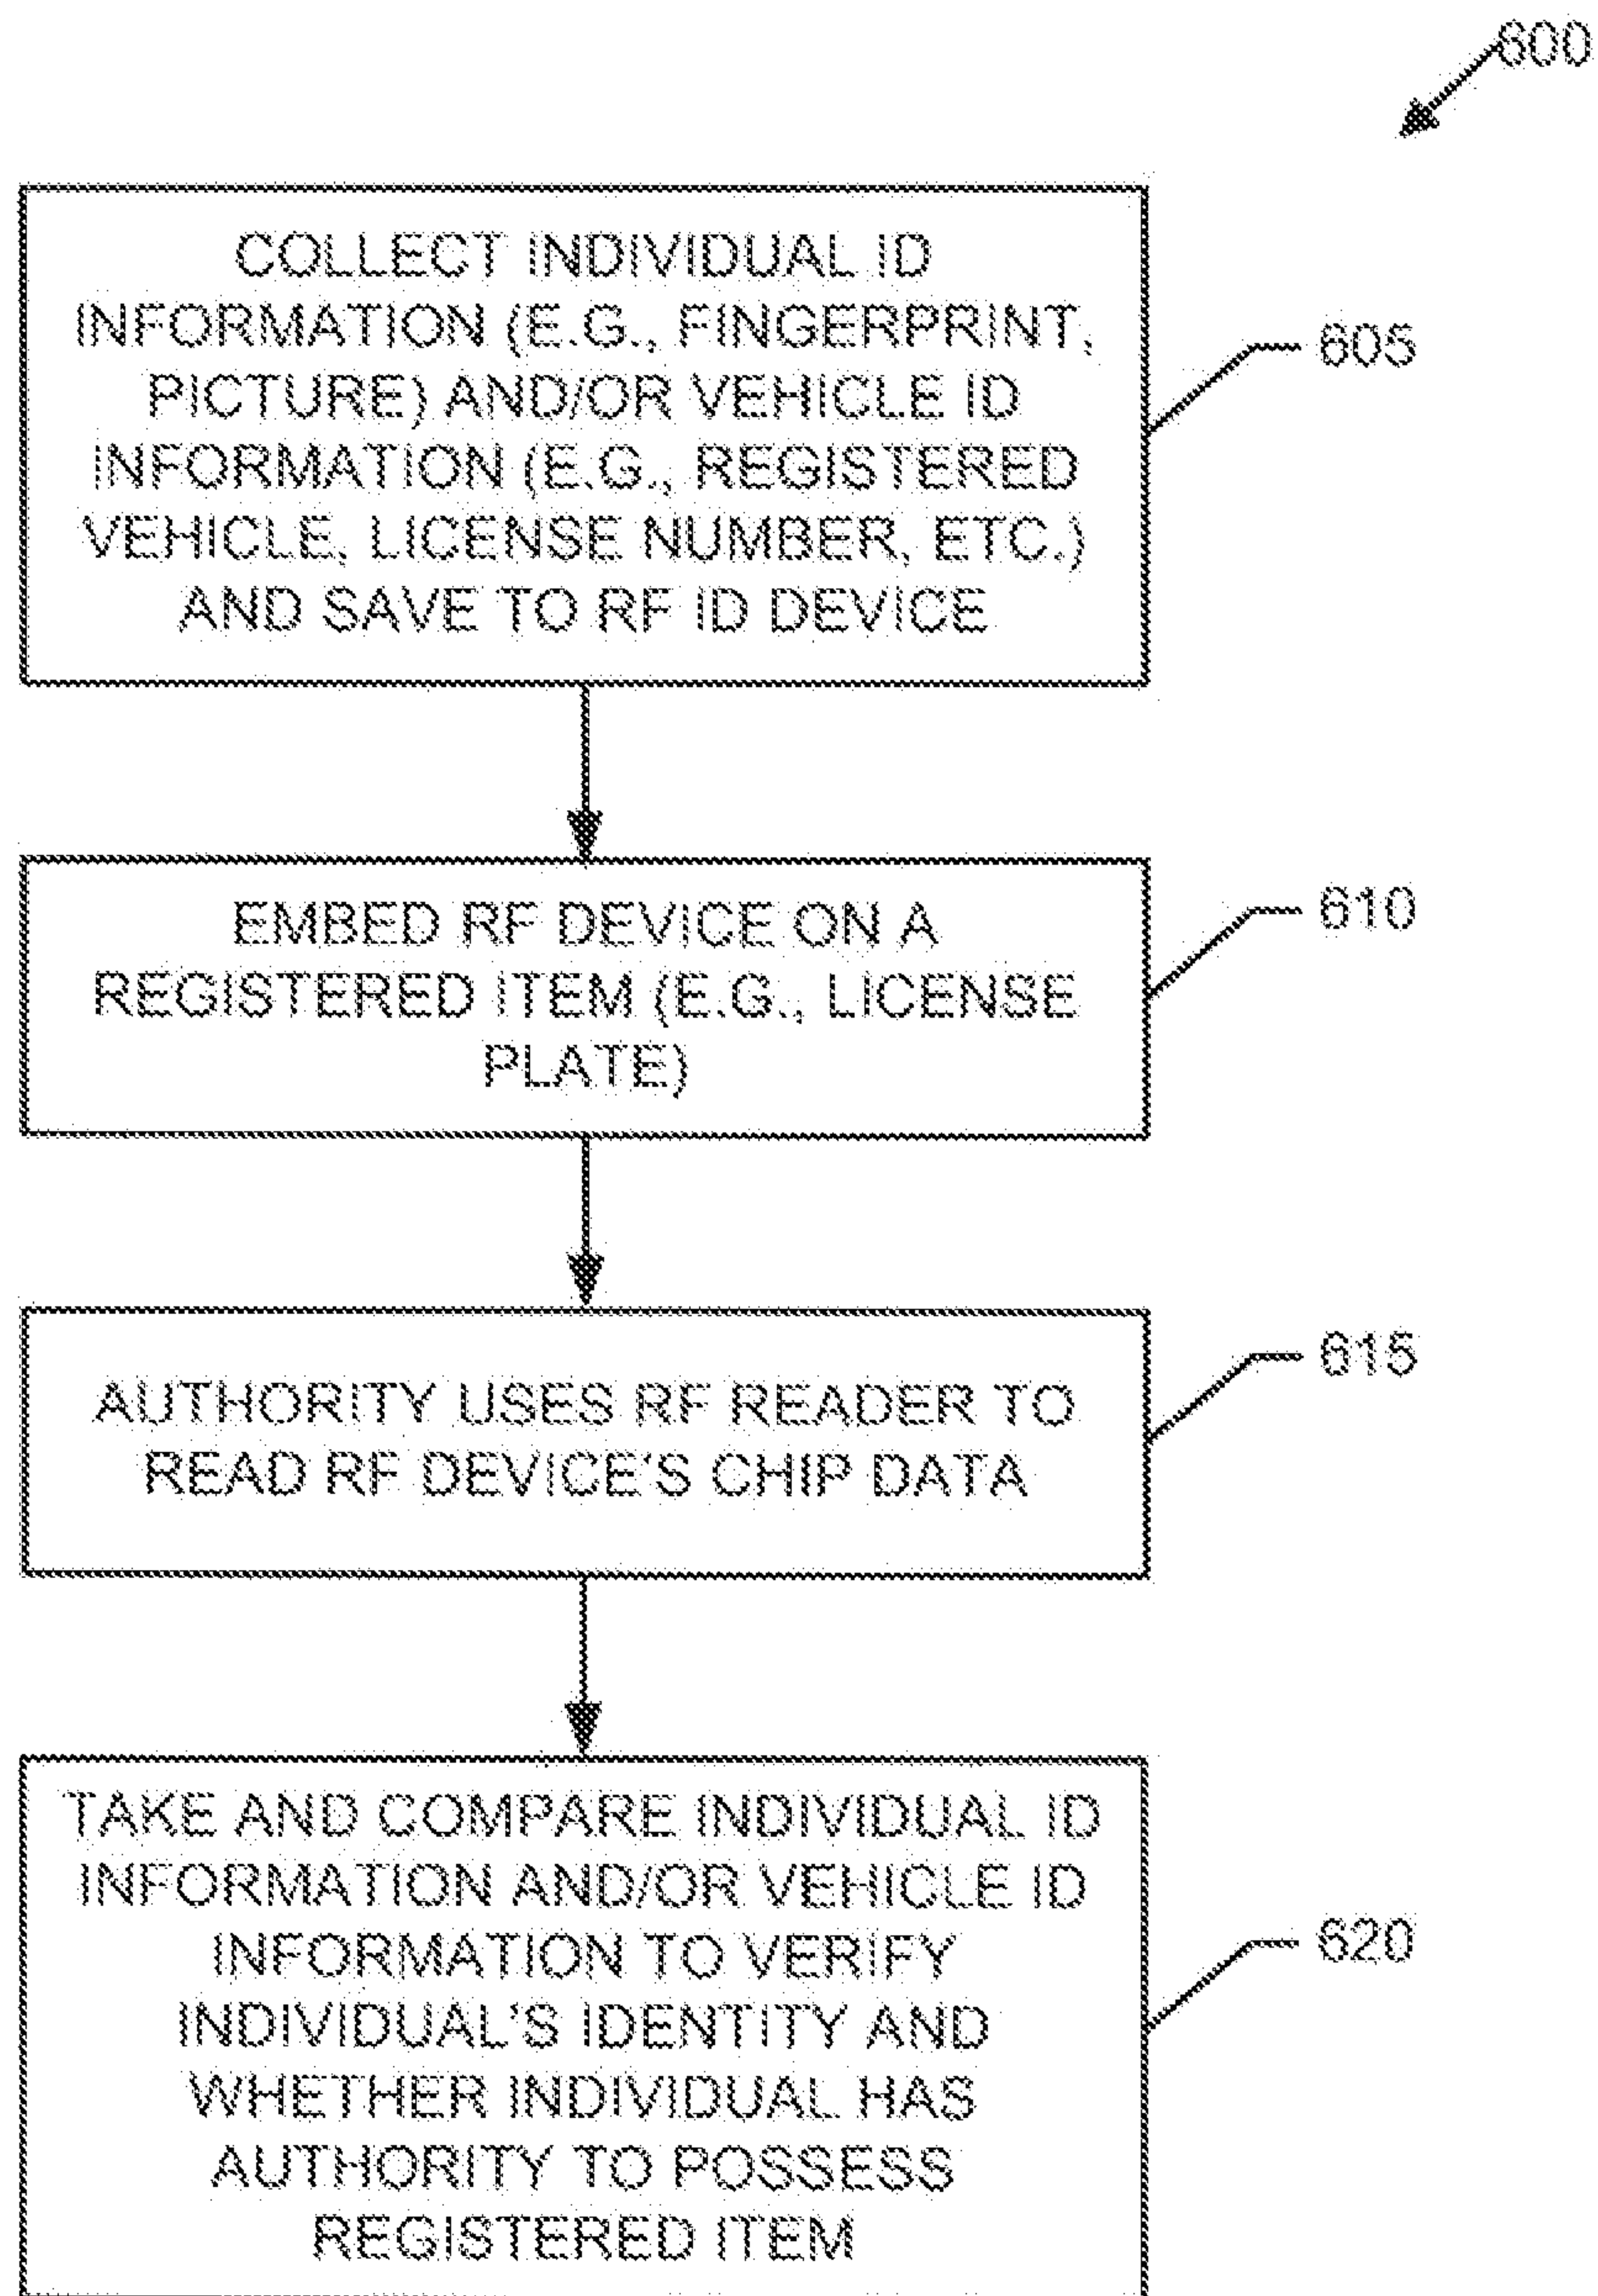 600
COLLECT INDIVIDUAL ID
INFORMATION (E.G., FINGERPRINT,
PICTURE) AND/OR VEHICLE ID
INFORMATION (E.G., REGISTERED
VEHICLE, LICENSE NUMBER, ETC.)
AND SAVE TO RF ID DEVICE
605
EMBED RF DEVICE ON A
REGISTERED ITEM (E.G., LICENSE
PLATE)
610
AUTHORITY USES RF READER TO
READ RF DEVICE'S CHIP DATA
615
TAKE AND COMPARE INDIVIDUAL ID
INFORMATION AND/OR VEHICLE ID
INFORMATION TO VERIFY
INDIVIDUAL'S IDENTITY AND
WHETHER INDIVIDUAL HAS
AUTHORITY TO POSSESS
REGISTERED ITEM
620